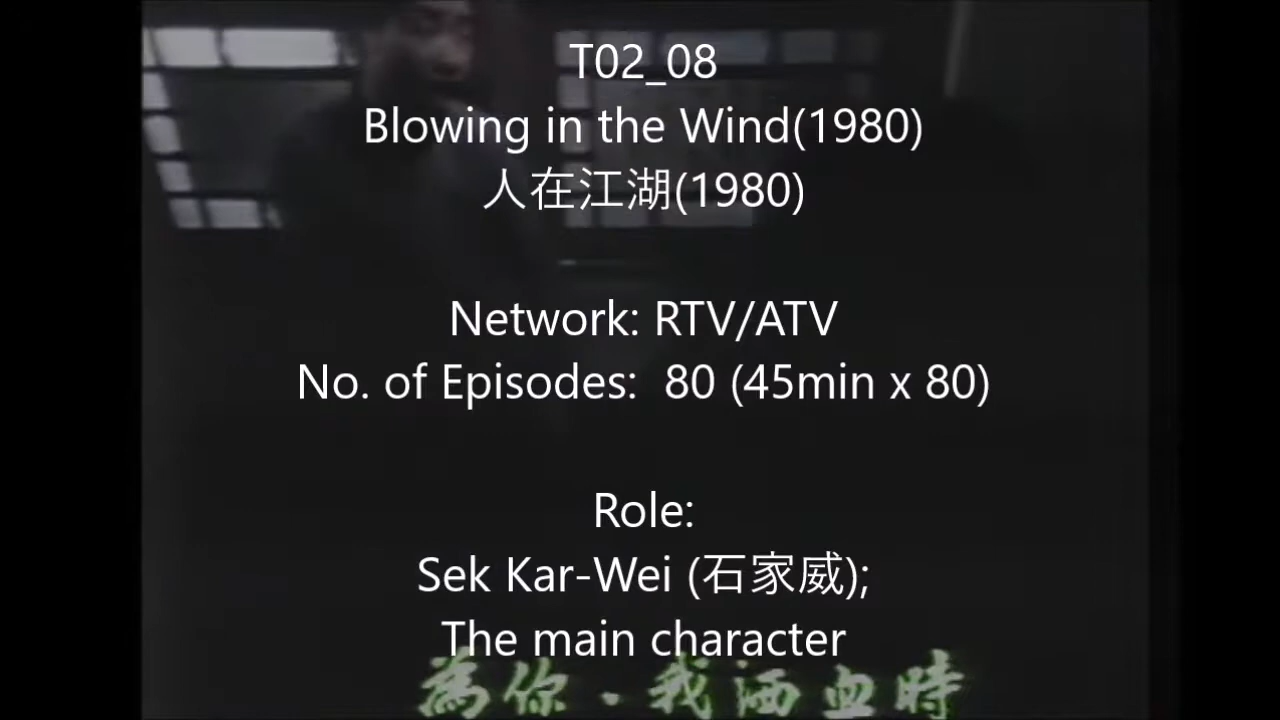 T02_08
Blowing in the Wind(1980)
人在江湖(1980)
Network: RTV/ATV
No. of Episodes:  80 (45min x 80)
Role:
Sek Kar-Wei (石家威);
The main character
為你·我洒血時